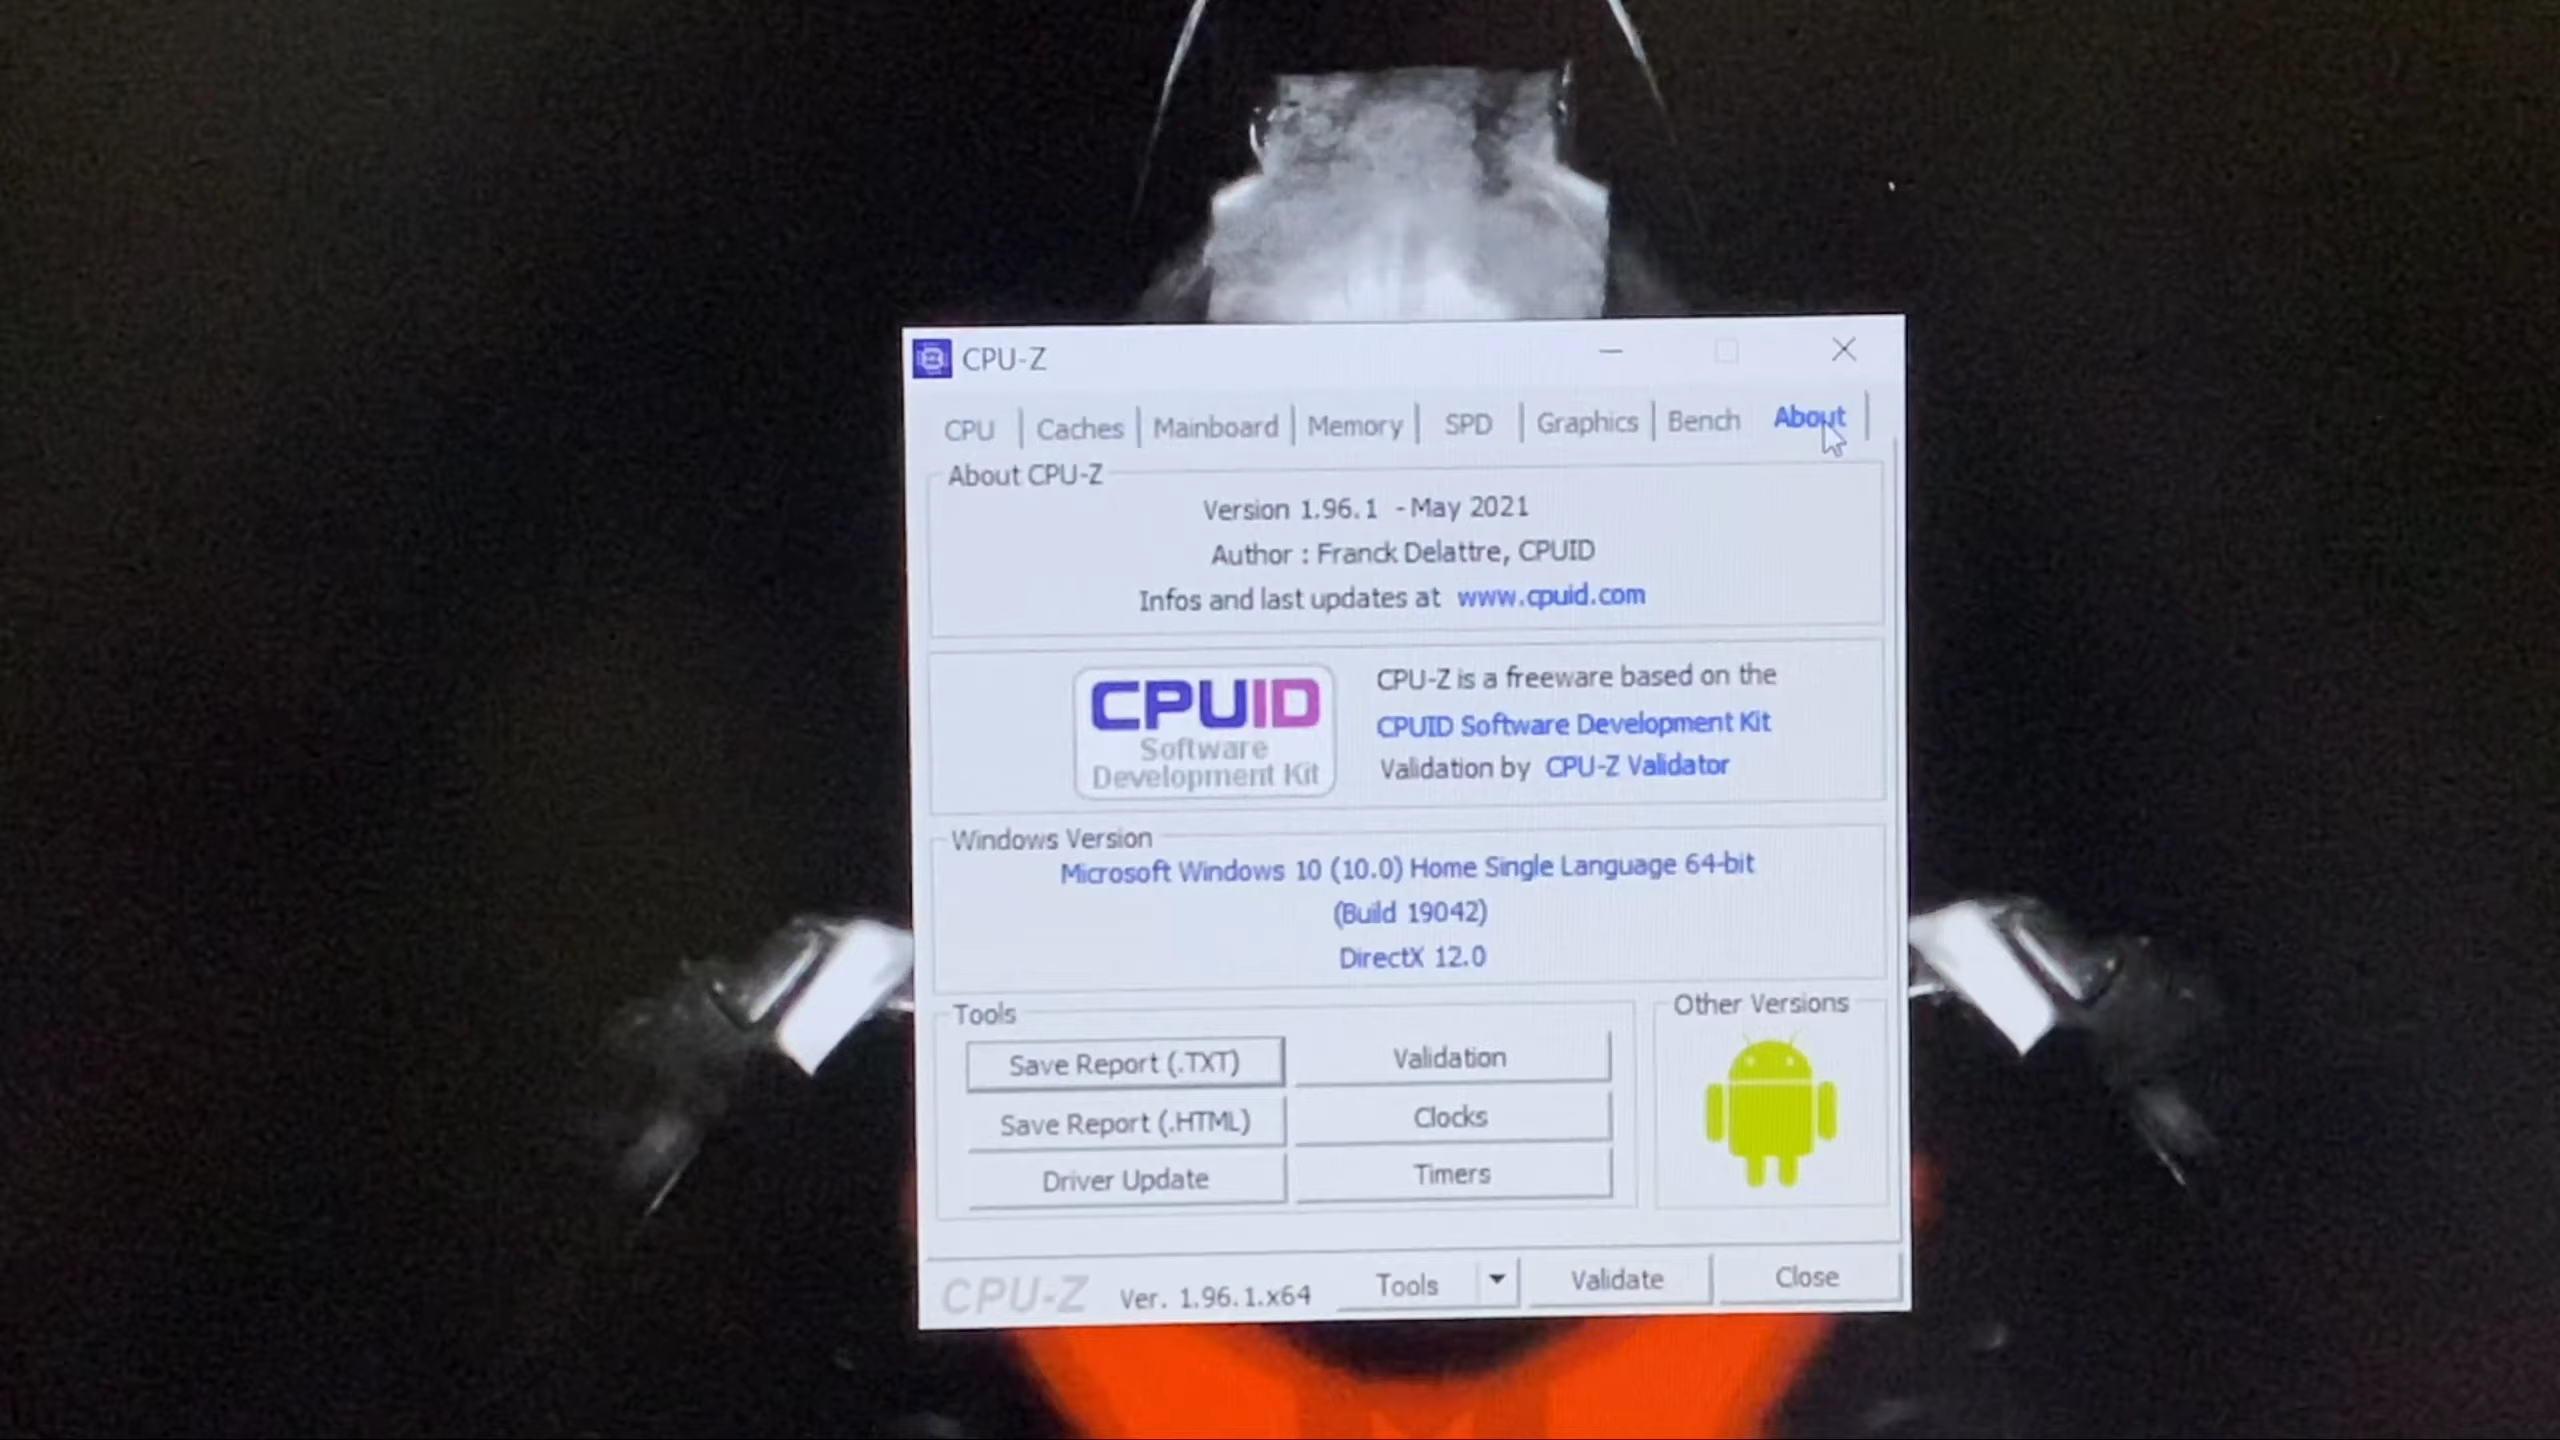 CPU-Z
CPU Caches Mainboard Memory SPD Graphics Bench About
About CPU-Z
Version 1.96.1 - May 2021
Author : Franck Delattre, CPUID
Infos and last updates at www.cpuid.com
CPUID
Software
Development Kit
CPU-Z is a freeware based on the
CPUID Software Development Kit
Validation by CPU-Z Validator
Windows Version
Microsoft Windows 10 (10.0) Home Single Language 64-bit
(Build 19042)
DirectX 12.0
Tools
Save Report (.TXT)
Validation
Save Report (.HTML)
Clocks
Driver Update
Timers
Other Versions
CPU-Z Ver. 1.96.1.x64 Tools Validate Close